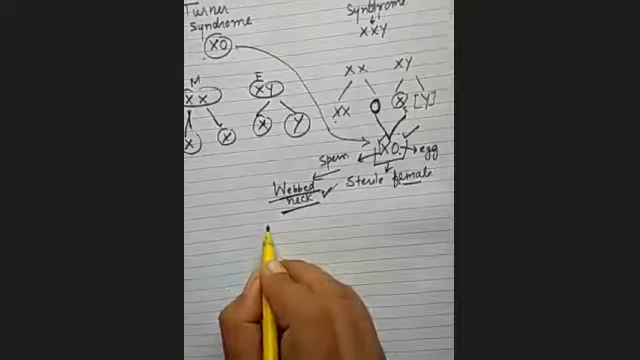 Turner
syndrome
XO
Syndrome
XXY
M
XX
F
XY
X
X
X
Y
XX
XY
XX
O
X
[Y]
XO
egg
sperm
Webbed
neck
Sterile female